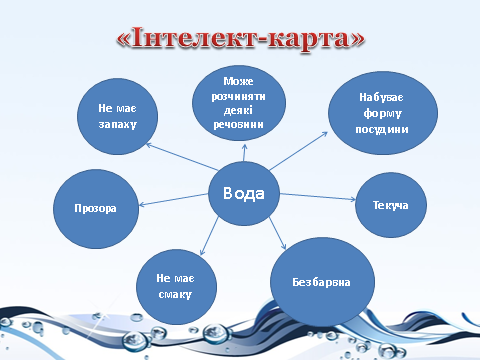 «Інтелект-карта»
Може
розчиняти
деякі
речовини
Не має
запаху
Набуває
форму
посудини
Вода
Прозора
Текуча
Не має
смаку
Безбарвна